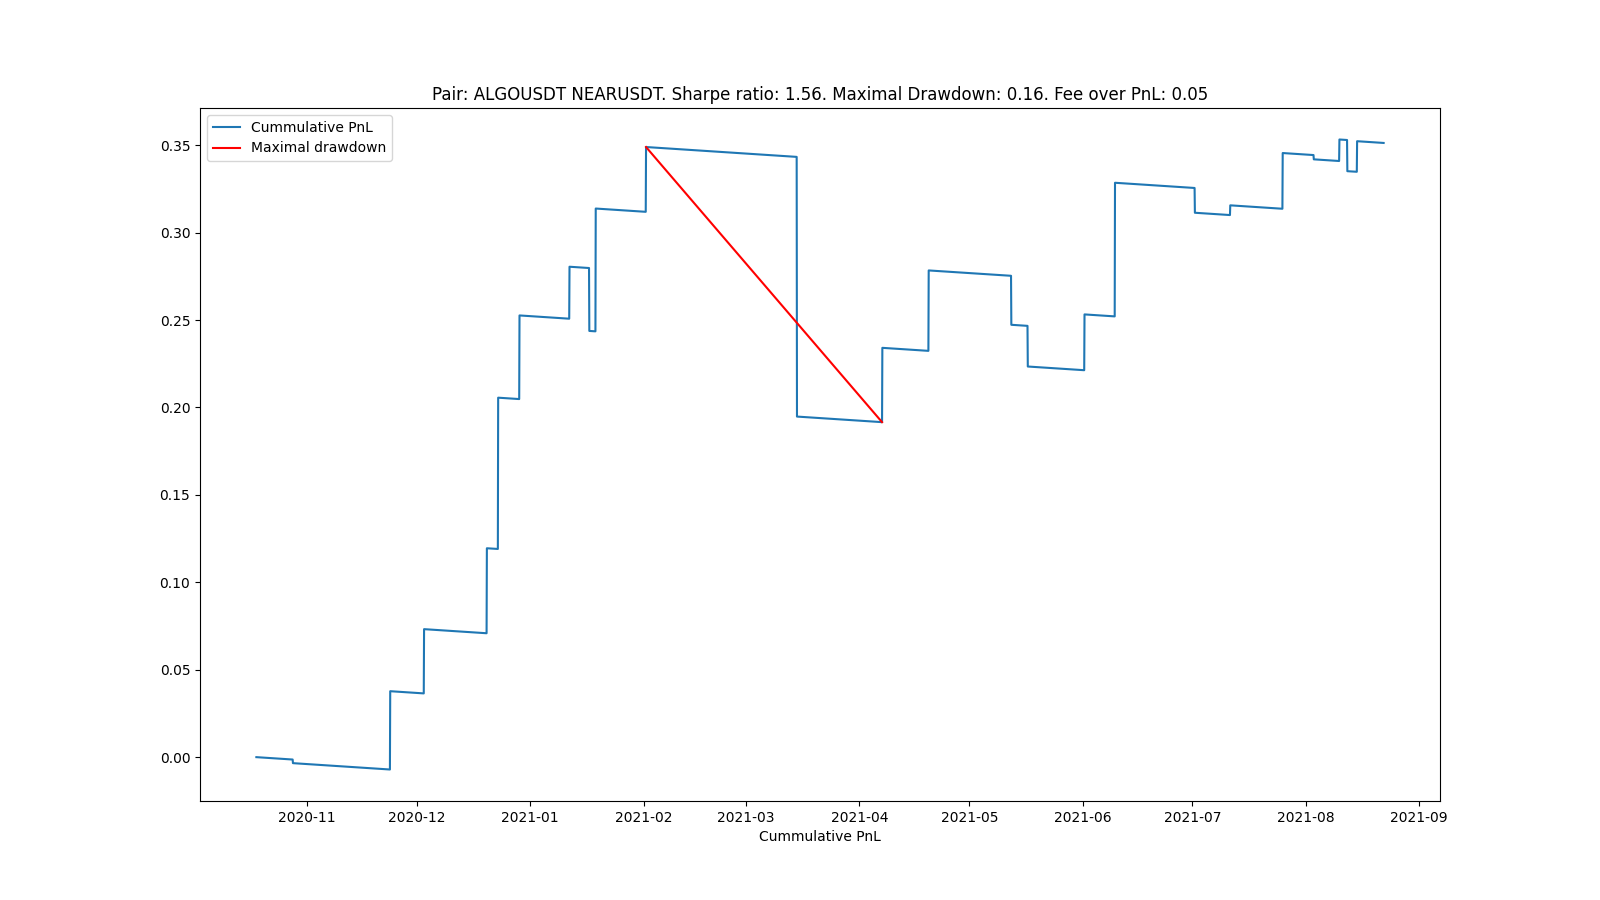 Pair: ALGOUSDT NEARUSDT. Sharpe ratio: 1.56. Maximal Drawdown: 0.16. Fee over PnL: 0.05
Cummulative PnL
Maximal drawdown
0.35
0.30
0.25
0.20
0.15
0.10
0.05
0.00
2020-11 2020-12 2021-01 2021-02 2021-03 2021-04 2021-05 2021-06 2021-07 2021-08 2021-09
Cummulative PnL